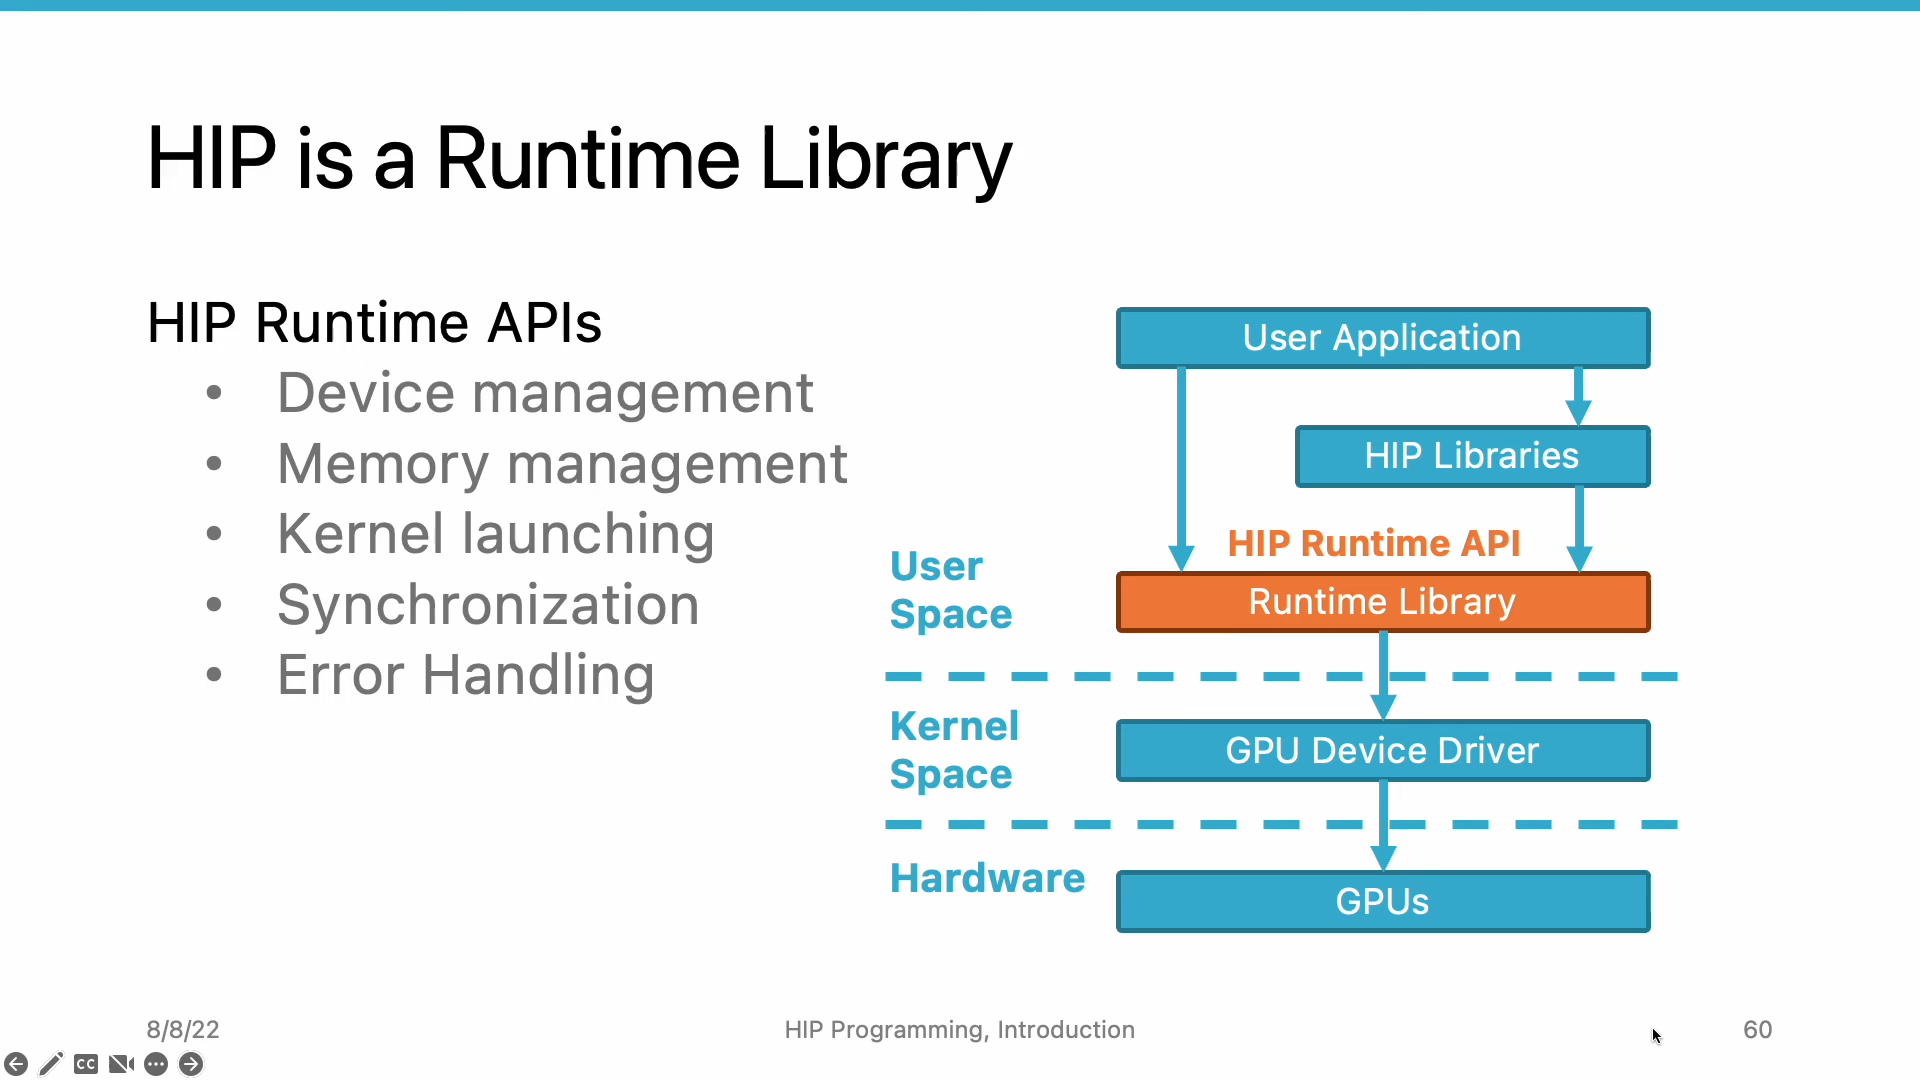 HIP is a Runtime Library
HIP Runtime APIs
• Device management
• Memory management
• Kernel launching
• Synchronization
• Error Handling
User Application
HIP Libraries
HIP Runtime API
Runtime Library
User
Space
Kernel
Space
GPU Device Driver
Hardware
GPUs
8/8/22
HIP Programming, Introduction
60
CC